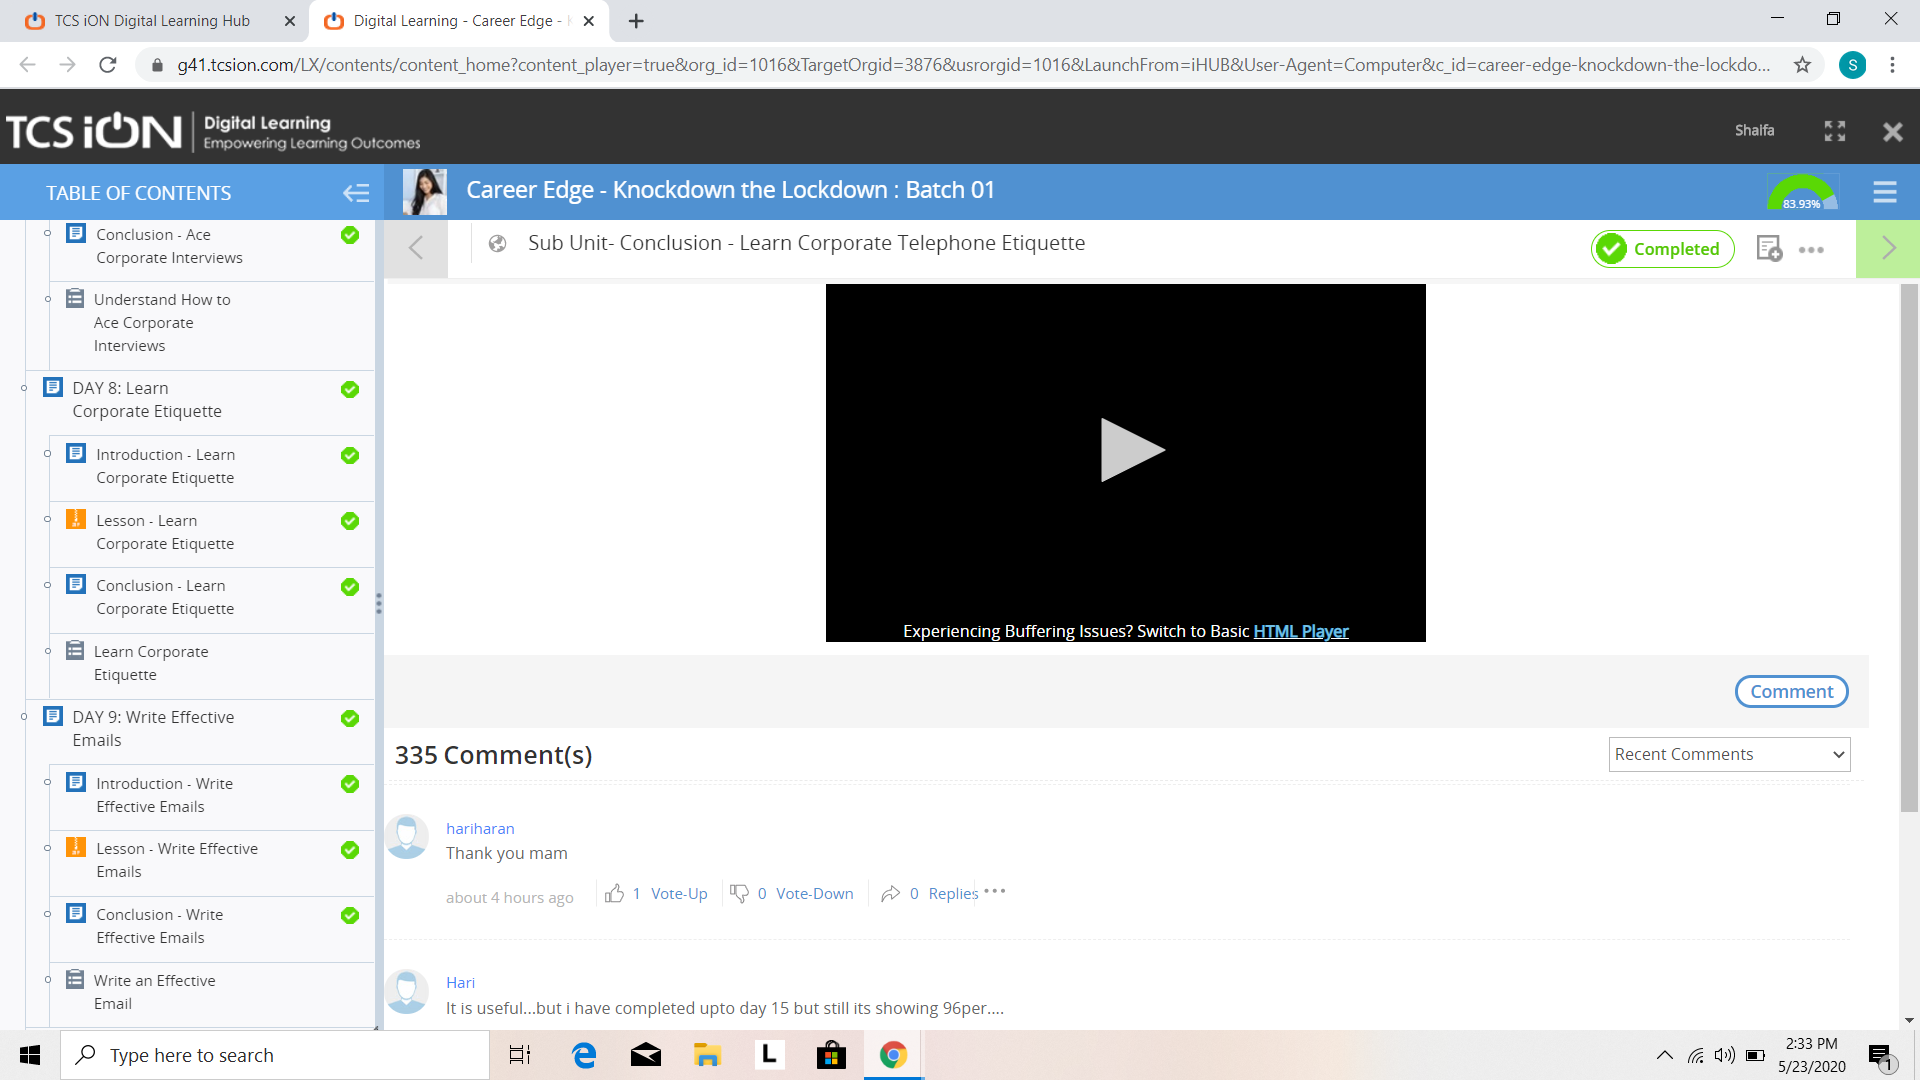 TCS iON Digital Learning Hub
Digital Learning - Career Edge -
g41.tcsion.com/LX/contents/content_home?content_player=true&org_id=1016&TargetOrgid=3876&usrorgid=1016&LaunchFrom=iHUB&User-Agent=Computer&c_id=career-edge-knockdown-the-lockdo...
S
TCS iON
Digital Learning
Empowering Learning Outcomes
Shaifa
TABLE OF CONTENTS
Career Edge - Knockdown the Lockdown : Batch 01
83.93%
Conclusion - Ace
Corporate Interviews
Understand How to
Ace Corporate
Interviews
DAY 8: Learn
Corporate Etiquette
Introduction - Learn
Corporate Etiquette
Lesson - Learn
Corporate Etiquette
Conclusion - Learn
Corporate Etiquette
Learn Corporate
Etiquette
DAY 9: Write Effective
Emails
Introduction - Write
Effective Emails
Lesson - Write Effective
Emails
Conclusion - Write
Effective Emails
Write an Effective
Email
Sub Unit- Conclusion - Learn Corporate Telephone Etiquette
Completed
Experiencing Buffering Issues? Switch to Basic HTML Player
Comment
335 Comment(s)
Recent Comments
hariharan
Thank you mam
about 4 hours ago 1 Vote-Up 0 Vote-Down 0 Replies
Hari
It is useful...but i have completed upto day 15 but still its showing 96per....
Type here to search
L
2:33 PM
5/23/2020
1